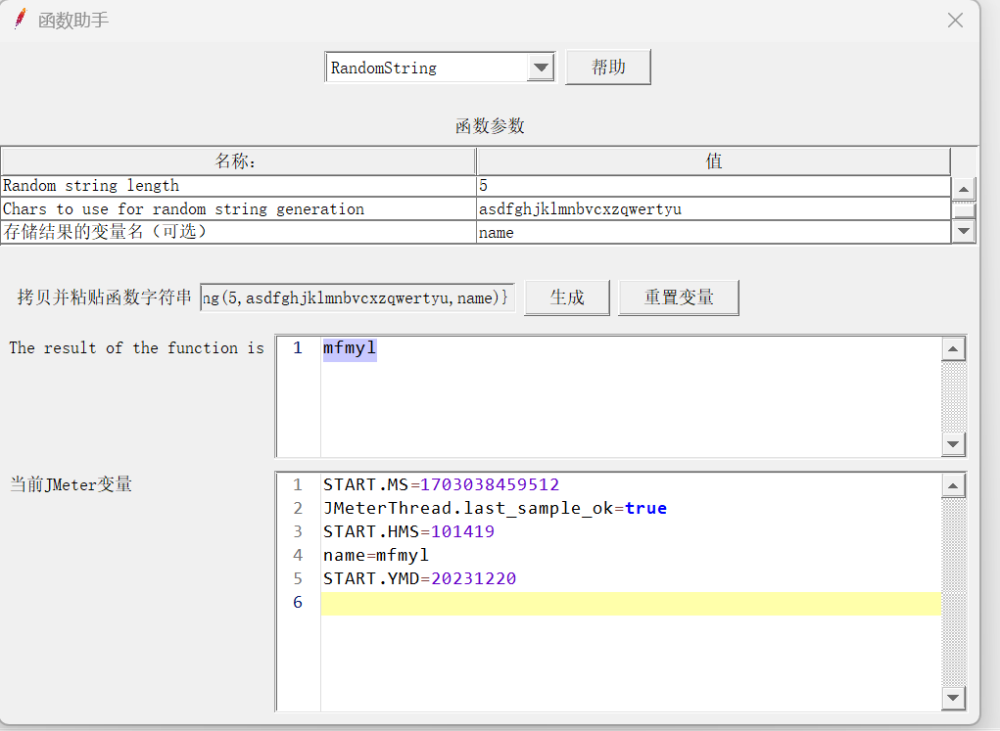 函数助手
RandomString
帮助
函数参数
名称:
值
Random string length
5
Chars to use for random string generation
asdfghjklmnbvcxzqwertyu
存储结果的变量名（可选）
name
拷贝并粘贴函数字符串
ng(5,asdfghjklmnbvcxzqwertyu,name)}
生成
重置变量
The result of the function is
1 mfmyl
当前JMeter变量
1 START.MS=1703038459512
2 JMeterThread.last_sample_ok=true
3 START.HMS=101419
4 name=mfmyl
5 START.YMD=20231220
6